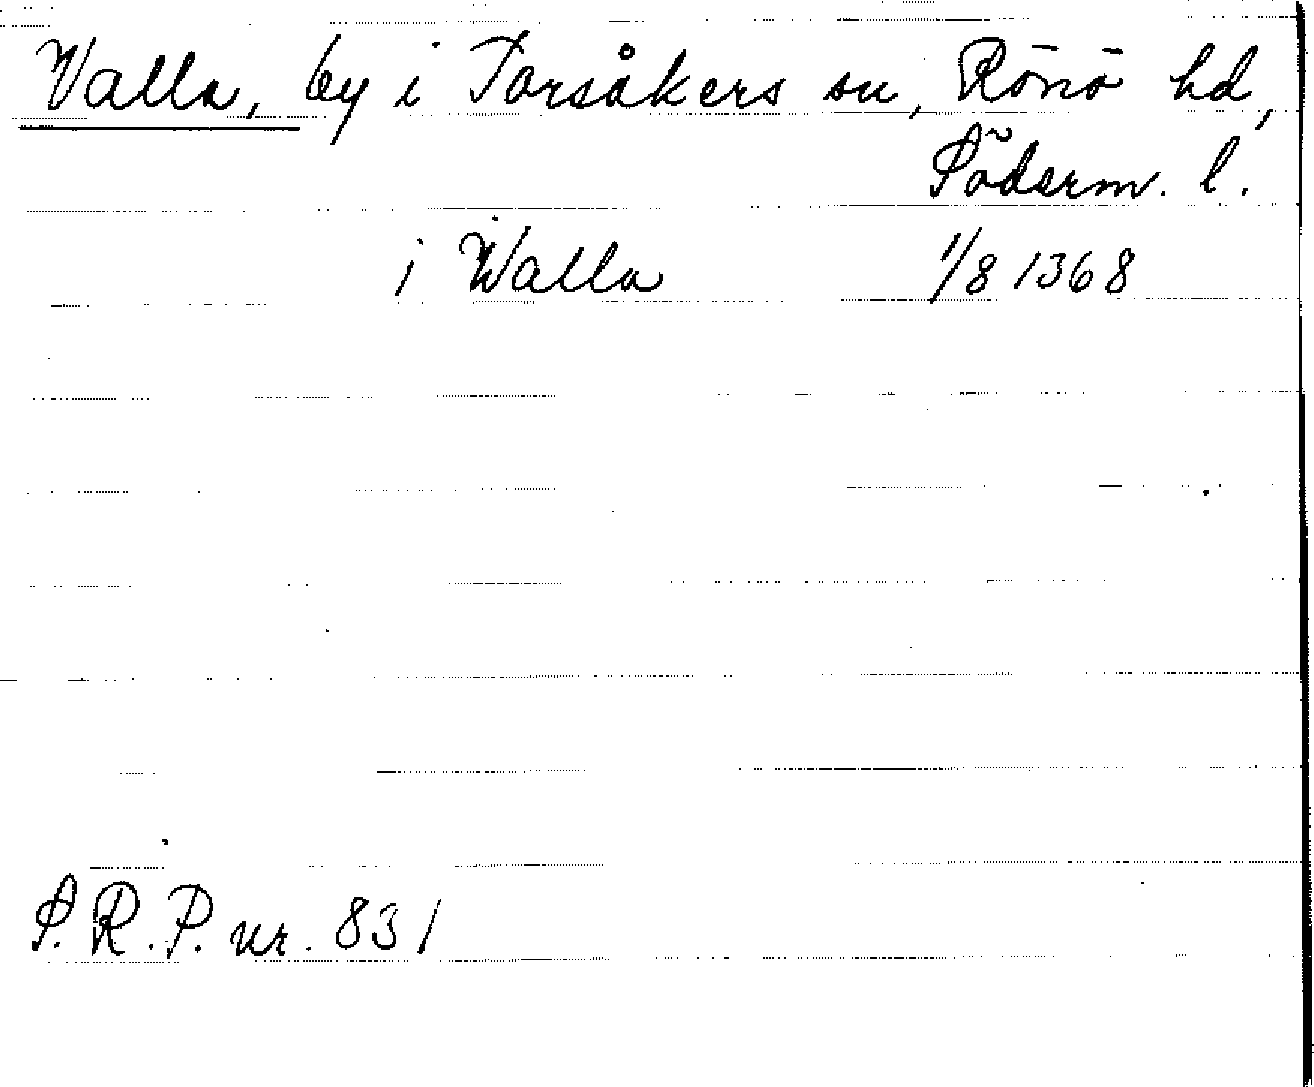 Valla, by i Torsåkers sn, Rönö hd,
Söderm. l.
i Walla 1/8 1368
S.R.P. nr. 831